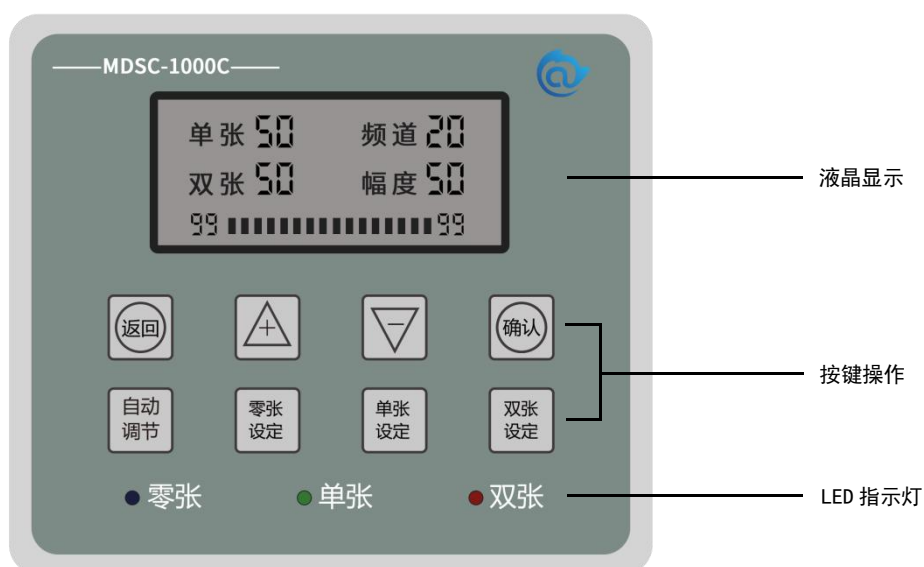 MDSC-1000C
单张 50 频道 20
双张 50 幅度 50
99 99
液晶显示
返回 + − 确认
按键操作
自动调节 零张设定 单张设定 双张设定
零张 单张 双张
LED 指示灯